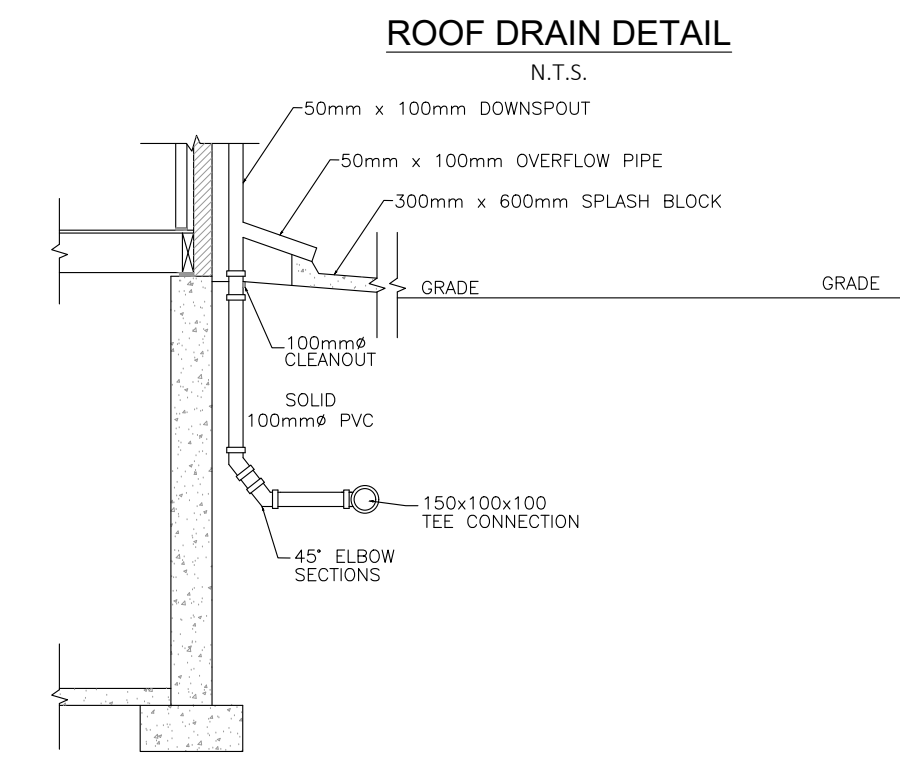 ROOF DRAIN DETAIL
N.T.S.
50mm x 100mm DOWNSPOUT
50mm x 100mm OVERFLOW PIPE
300mm x 600mm SPLASH BLOCK
GRADE
GRADE
100mmø
CLEANOUT
SOLID
100mmø PVC
150x100x100
TEE CONNECTION
45° ELBOW
SECTIONS